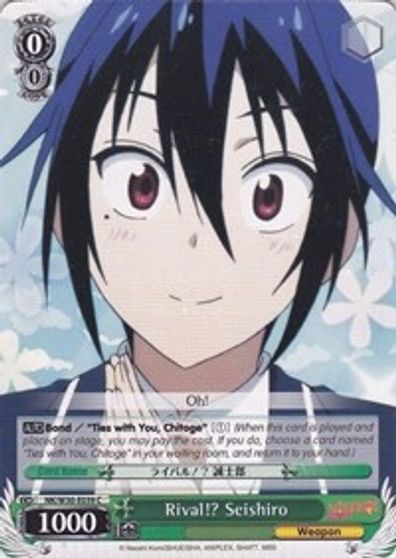 0
0
Oh!
AUTO Bond / "Ties with You, Chitoge" [①] (When this card is played
and placed on stage, you may pay the cost. If you do, choose a card named
"Ties with You, Chitoge" in your waiting room, and return it to your hand.)
Card Name ライバル！？ 誠士郎
1000
Rival!? Seishiro
Weapon
© Naoshi Komi/SHUEISHA, ANIPLEX, SHAFT, MBS